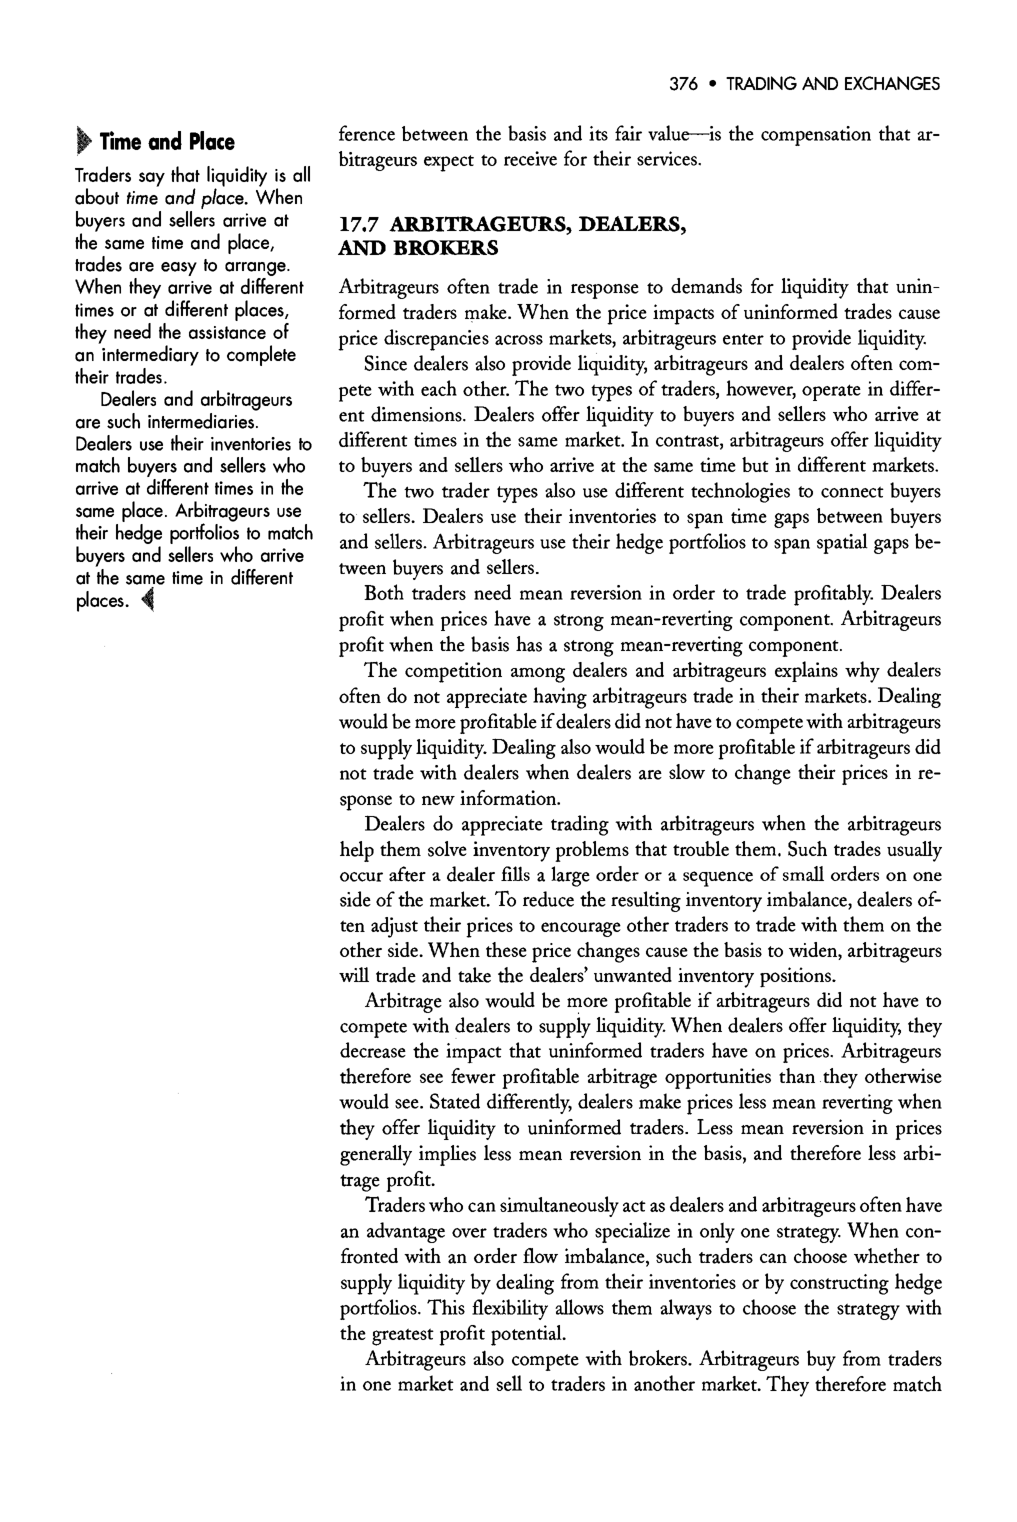 376 • TRADING AND EXCHANGES
Time and Place
Traders say that liquidity is all
about time and place. When
buyers and sellers arrive at
the same time and place,
trades are easy to arrange.
When they arrive at different
times or at different places,
they need the assistance of
an intermediary to complete
their trades.
Dealers and arbitrageurs
are such intermediaries.
Dealers use their inventories to
match buyers and sellers who
arrive at different times in the
same place. Arbitrageurs use
their hedge portfolios to match
buyers and sellers who arrive
at the same time in different
places.
ference between the basis and its fair value—is the compensation that ar-
bitrageurs expect to receive for their services.
17.7 ARBITRAGEURS, DEALERS,
AND BROKERS
Arbitrageurs often trade in response to demands for liquidity that unin-
formed traders make. When the price impacts of uninformed trades cause
price discrepancies across markets, arbitrageurs enter to provide liquidity.
Since dealers also provide liquidity, arbitrageurs and dealers often com-
pete with each other. The two types of traders, however, operate in differ-
ent dimensions. Dealers offer liquidity to buyers and sellers who arrive at
different times in the same market. In contrast, arbitrageurs offer liquidity
to buyers and sellers who arrive at the same time but in different markets.
The two trader types also use different technologies to connect buyers
to sellers. Dealers use their inventories to span time gaps between buyers
and sellers. Arbitrageurs use their hedge portfolios to span spatial gaps be-
tween buyers and sellers.
Both traders need mean reversion in order to trade profitably. Dealers
profit when prices have a strong mean-reverting component. Arbitrageurs
profit when the basis has a strong mean-reverting component.
The competition among dealers and arbitrageurs explains why dealers
often do not appreciate having arbitrageurs trade in their markets. Dealing
would be more profitable if dealers did not have to compete with arbitrageurs
to supply liquidity. Dealing also would be more profitable if arbitrageurs did
not trade with dealers when dealers are slow to change their prices in re-
sponse to new information.
Dealers do appreciate trading with arbitrageurs when the arbitrageurs
help them solve inventory problems that trouble them. Such trades usually
occur after a dealer fills a large order or a sequence of small orders on one
side of the market. To reduce the resulting inventory imbalance, dealers of-
ten adjust their prices to encourage other traders to trade with them on the
other side. When these price changes cause the basis to widen, arbitrageurs
will trade and take the dealers' unwanted inventory positions.
Arbitrage also would be more profitable if arbitrageurs did not have to
compete with dealers to supply liquidity. When dealers offer liquidity, they
decrease the impact that uninformed traders have on prices. Arbitrageurs
therefore see fewer profitable arbitrage opportunities than they otherwise
would see. Stated differently, dealers make prices less mean reverting when
they offer liquidity to uninformed traders. Less mean reversion in prices
generally implies less mean reversion in the basis, and therefore less arbi-
trage profit.
Traders who can simultaneously act as dealers and arbitrageurs often have
an advantage over traders who specialize in only one strategy. When con-
fronted with an order flow imbalance, such traders can choose whether to
supply liquidity by dealing from their inventories or by constructing hedge
portfolios. This flexibility allows them always to choose the strategy with
the greatest profit potential.
Arbitrageurs also compete with brokers. Arbitrageurs buy from traders
in one market and sell to traders in another market. They therefore match